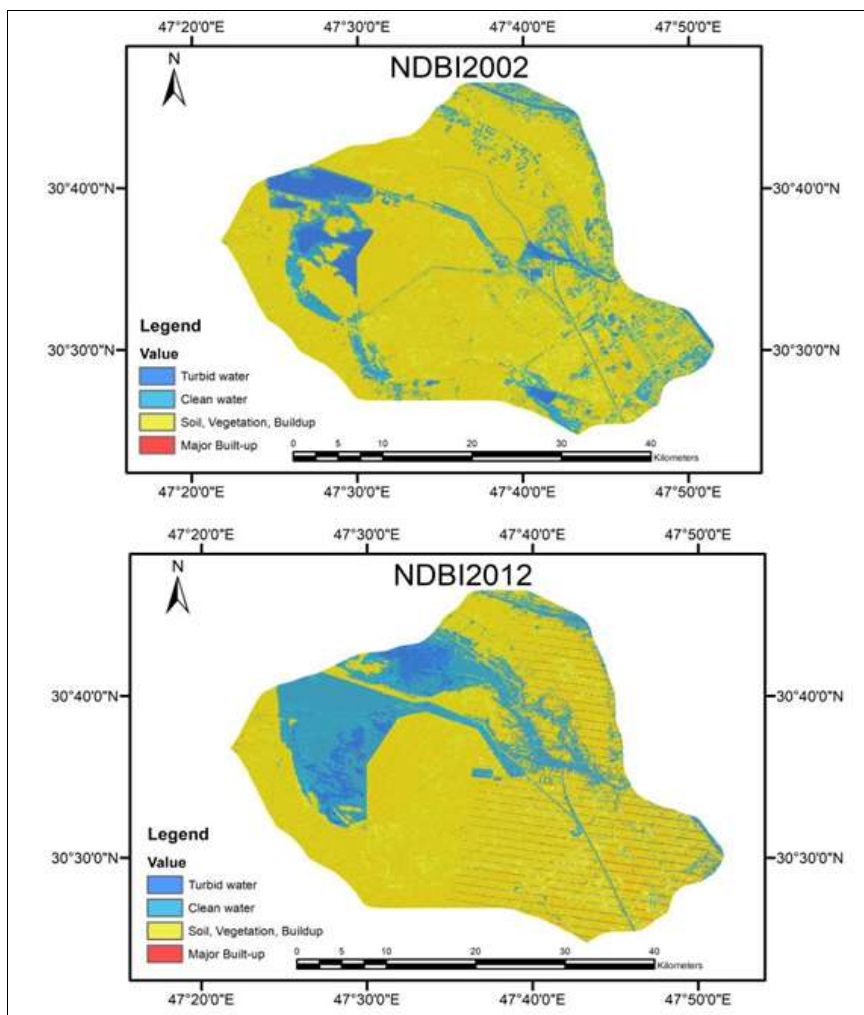 47°20'0"E 47°30'0"E 47°40'0"E 47°50'0"E
N
NDBI2002
30°40'0"N 30°40'0"N
30°30'0"N 30°30'0"N
Legend
Value
Turbid water
Clean water
Soil, Vegetation, Buildup
Major Built-up
0 5 10 20 30 40
Kilometers
47°20'0"E 47°30'0"E 47°40'0"E 47°50'0"E
47°20'0"E 47°30'0"E 47°40'0"E 47°50'0"E
N
NDBI2012
30°40'0"N 30°40'0"N
30°30'0"N 30°30'0"N
Legend
Value
Turbid water
Clean water
Soil, Vegetation, Buildup
Major Built-up
0 5 10 20 30 40
Kilometers
47°20'0"E 47°30'0"E 47°40'0"E 47°50'0"E